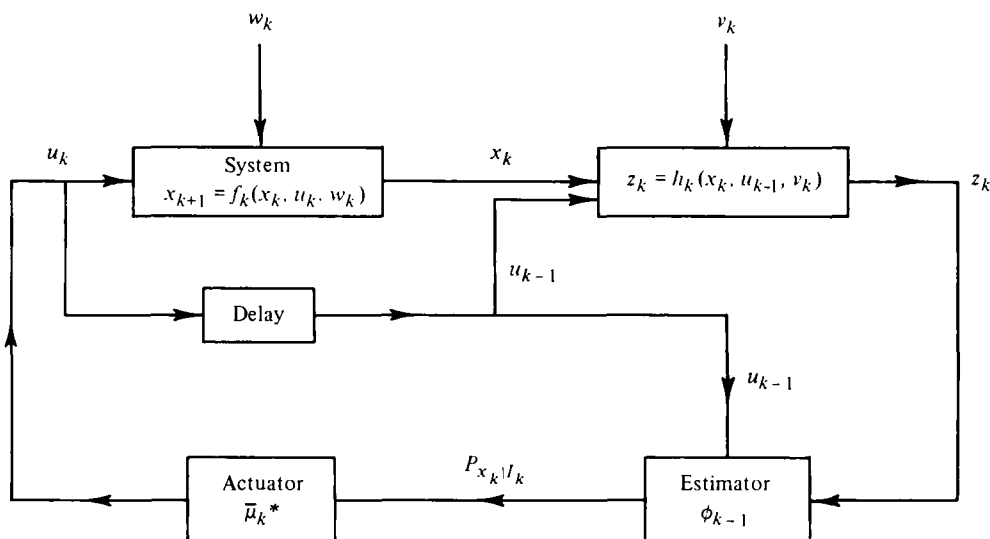 w_k
v_k
u_k
System
x_{k+1} = f_k(x_k, u_k, w_k)
x_k
z_k = h_k(x_k, u_{k-1}, v_k)
z_k
u_{k-1}
Delay
u_{k-1}
P_{x_k|I_k}
Actuator
μ̄_k*
Estimator
ϕ_{k-1}